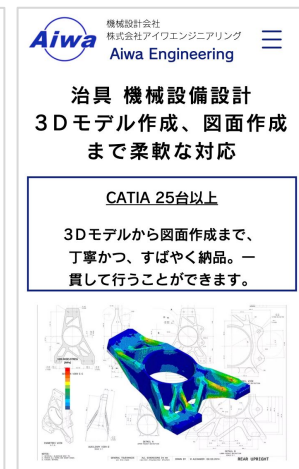 Aiwa
機械設計会社
株式会社アイワエンジニアリング
Aiwa Engineering
治具 機械設備設計
3Dモデル作成、図面作成
まで柔軟な対応
CATIA 25台以上
3Dモデルから図面作成まで、
丁寧かつ、すばやく納品。一
貫して行うことができます。
REAR UPRIGHT